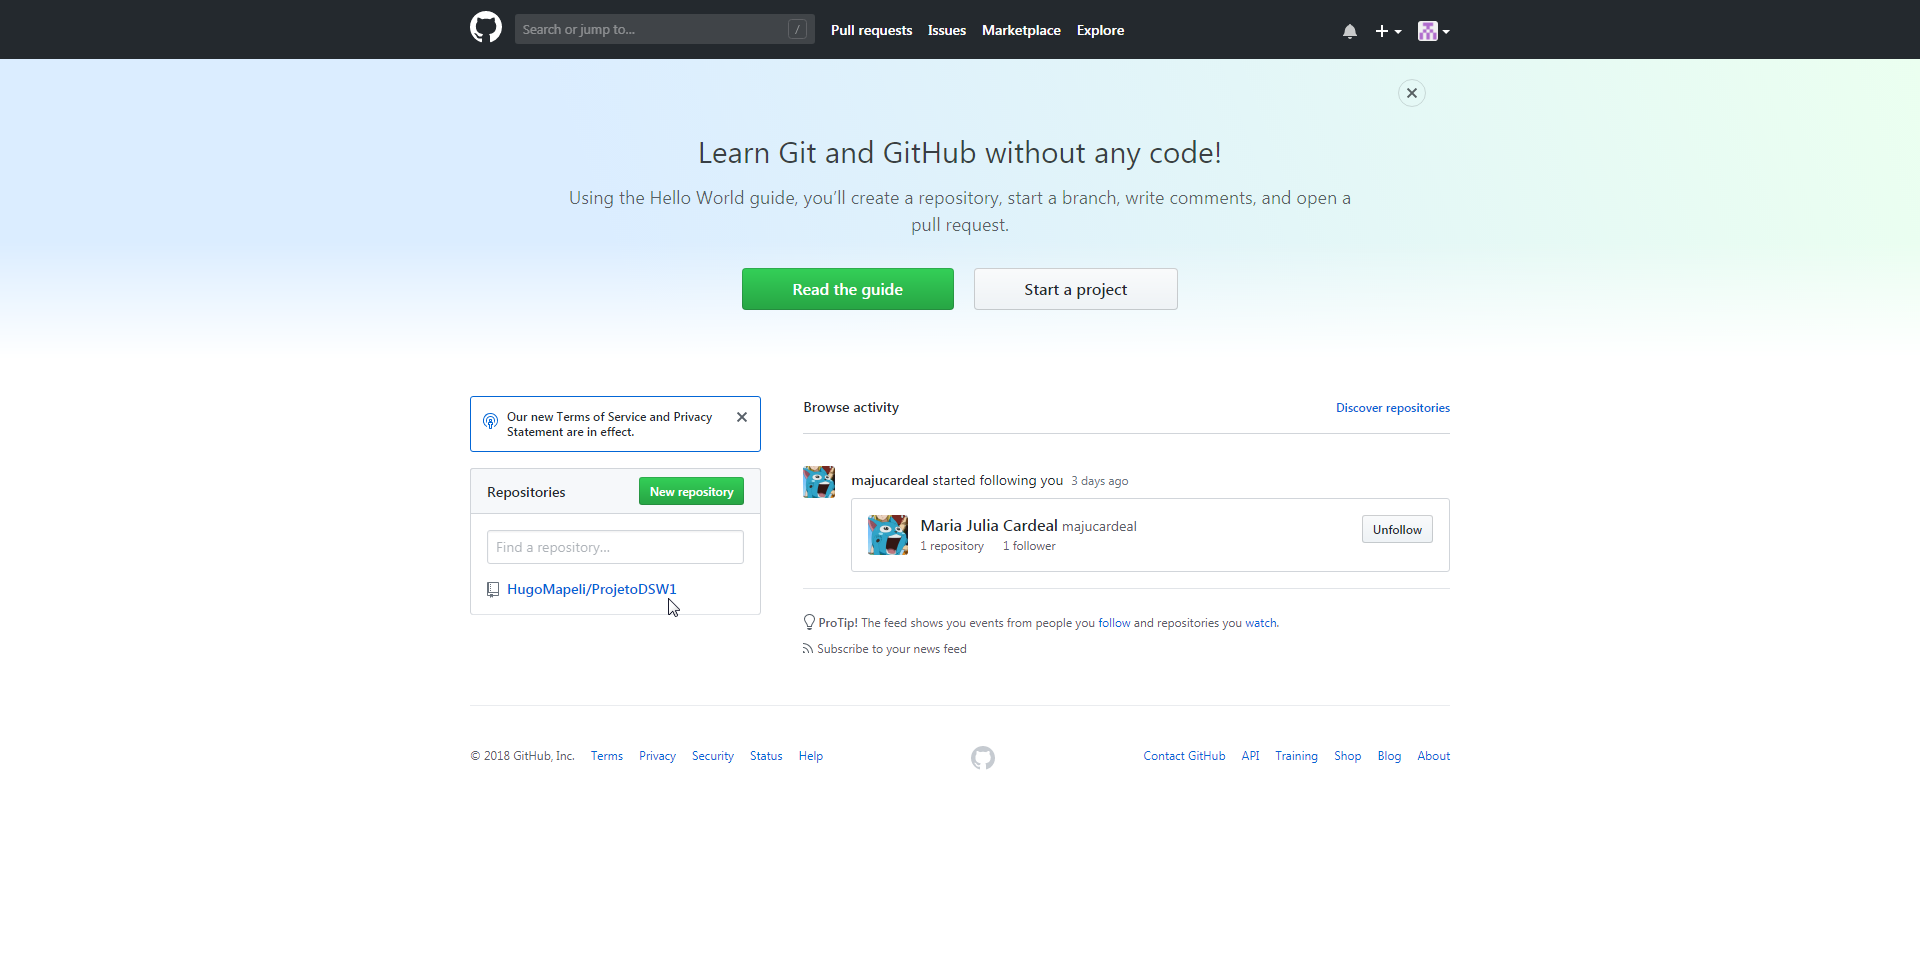 Search or jump to... /
Pull requests Issues Marketplace Explore
Learn Git and GitHub without any code!
Using the Hello World guide, you’ll create a repository, start a branch, write comments, and open a
pull request.
Read the guide
Start a project
Our new Terms of Service and Privacy
Statement are in effect.
Repositories
New repository
Find a repository...
HugoMapeli/ProjetoDSW1
Browse activity
Discover repositories
majucardeal started following you 3 days ago
Maria Julia Cardeal majucardeal
1 repository 1 follower
Unfollow
ProTip! The feed shows you events from people you follow and repositories you watch.
Subscribe to your news feed
© 2018 GitHub, Inc. Terms Privacy Security Status Help
Contact GitHub API Training Shop Blog About